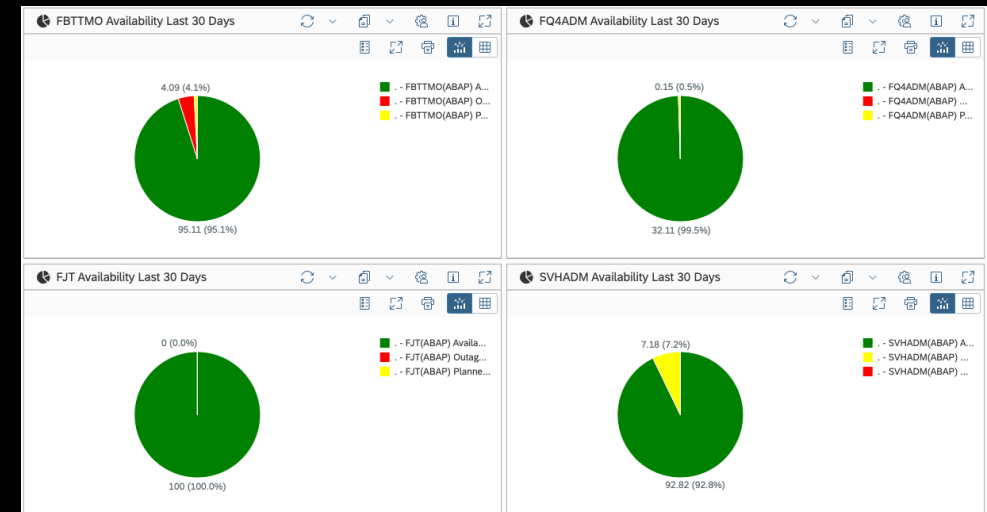 FBTTMO Availability Last 30 Days
4.09 (4.1%)
. - FBTTMO(ABAP) A...
. - FBTTMO(ABAP) O...
. - FBTTMO(ABAP) P...
95.11 (95.1%)
FQ4ADM Availability Last 30 Days
0.15 (0.5%)
. - FQ4ADM(ABAP) A...
. - FQ4ADM(ABAP) ...
. - FQ4ADM(ABAP) P...
32.11 (99.5%)
FJT Availability Last 30 Days
0 (0.0%)
. - FJT(ABAP) Availa...
. - FJT(ABAP) Outag...
. - FJT(ABAP) Planne...
100 (100.0%)
SVHADM Availability Last 30 Days
7.18 (7.2%)
. - SVHADM(ABAP) A...
. - SVHADM(ABAP) ...
. - SVHADM(ABAP) ...
92.82 (92.8%)